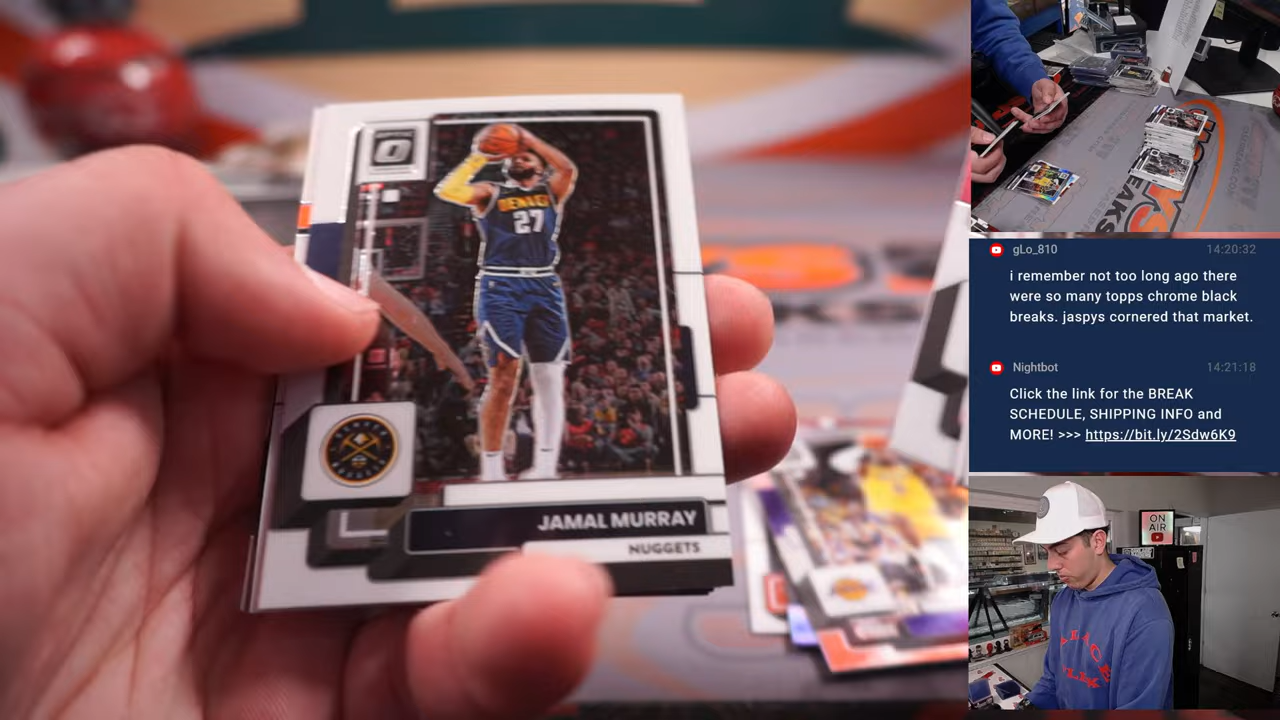 OPTIC
DENVER
27
JAMAL MURRAY
NUGGETS
gLo_810 14:20:32
i remember not too long ago there
were so many topps chrome black
breaks. jaspys cornered that market.
Nightbot 14:21:18
Click the link for the BREAK
SCHEDULE, SHIPPING INFO and
MORE! >>> https://bit.ly/2Sdw6K9
ON
AIR